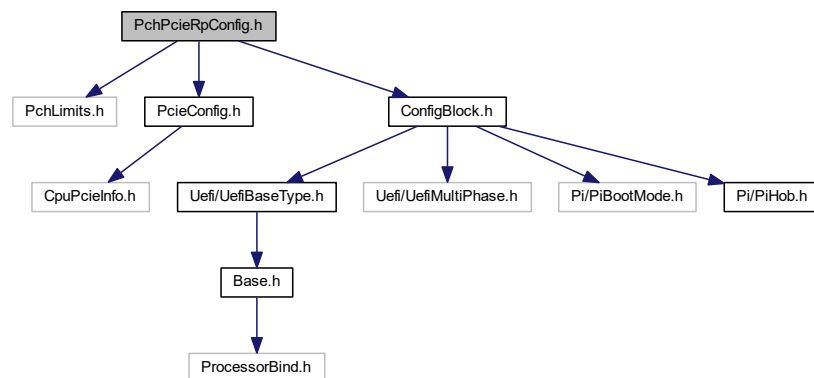 PchPcieRpConfig.h
PchLimits.h
PcieConfig.h
ConfigBlock.h
CpuPcieInfo.h
Uefi/UefiBaseType.h
Uefi/UefiMultiPhase.h
Pi/PiBootMode.h
Pi/PiHob.h
Base.h
ProcessorBind.h